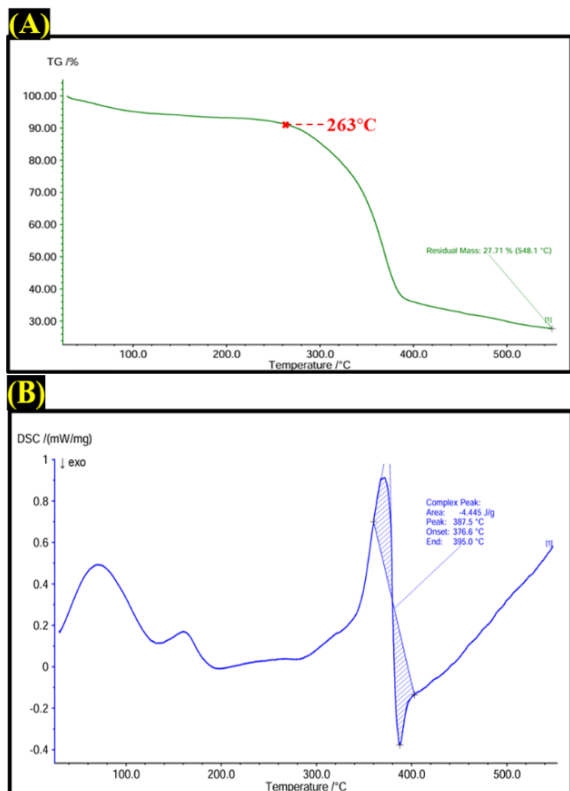 (A)
TG /%
100.00
90.00
80.00
70.00
60.00
50.00
40.00
30.00
263°C
Residual Mass: 27.71 % (548.1 °C)
[1]
100.0 200.0 300.0 400.0 500.0
Temperature /°C
(B)
DSC /(mW/mg)
↓ exo
1
0.8
0.6
0.4
0.2
0
-0.2
-0.4
Complex Peak:
Area: -4.445 J/g
Peak: 387.5 °C
Onset: 376.6 °C
End: 395.0 °C
[1]
100.0 200.0 300.0 400.0 500.0
Temperature /°C